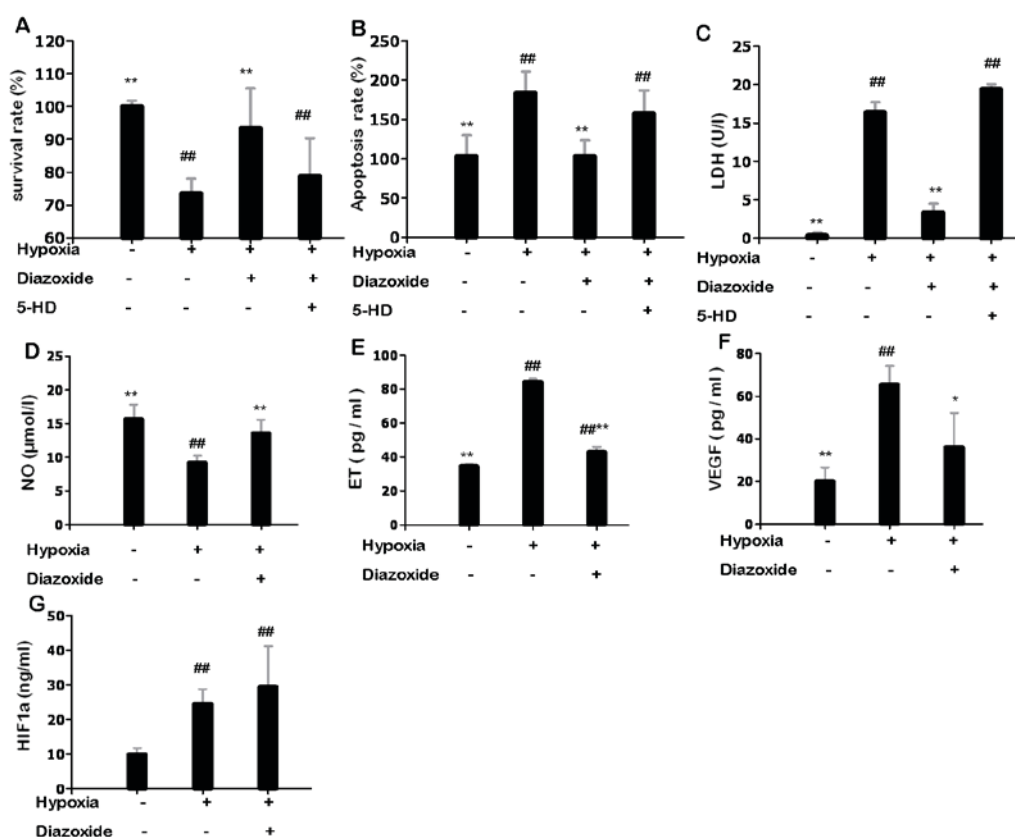 A
survival rate (%)
120
110
100
90
80
70
60
**
##
**
##
Hypoxia - + + +
Diazoxide - - + +
5-HD - - - +
B
Apoptosis rate (%)
250
200
150
100
50
0
**
##
**
##
Hypoxia - + + +
Diazoxide - - + +
5-HD - - - +
C
LDH (U/l)
25
20
15
10
5
0
**
##
**
##
Hypoxia - + + +
Diazoxide - - + +
5-HD - - - +
D
NO (µmol/l)
25
20
15
10
5
0
**
##
**
Hypoxia - + +
Diazoxide - - +
E
ET ( pg / ml )
100
80
60
40
20
0
**
##
##**
Hypoxia - + +
Diazoxide - - +
F
VEGF ( pg / ml )
80
60
40
20
0
**
##
*
Hypoxia - + +
Diazoxide - - +
G
HIF1a (ng/ml)
50
40
30
20
10
0
##
##
Hypoxia - + +
Diazoxide - - +